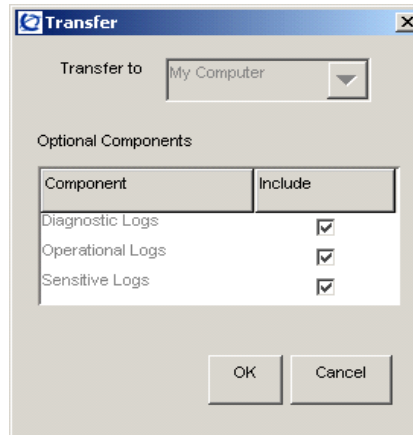 Transfer
Transfer to My Computer
Optional Components
Component Include
Diagnostic Logs
Operational Logs
Sensitive Logs
OK Cancel